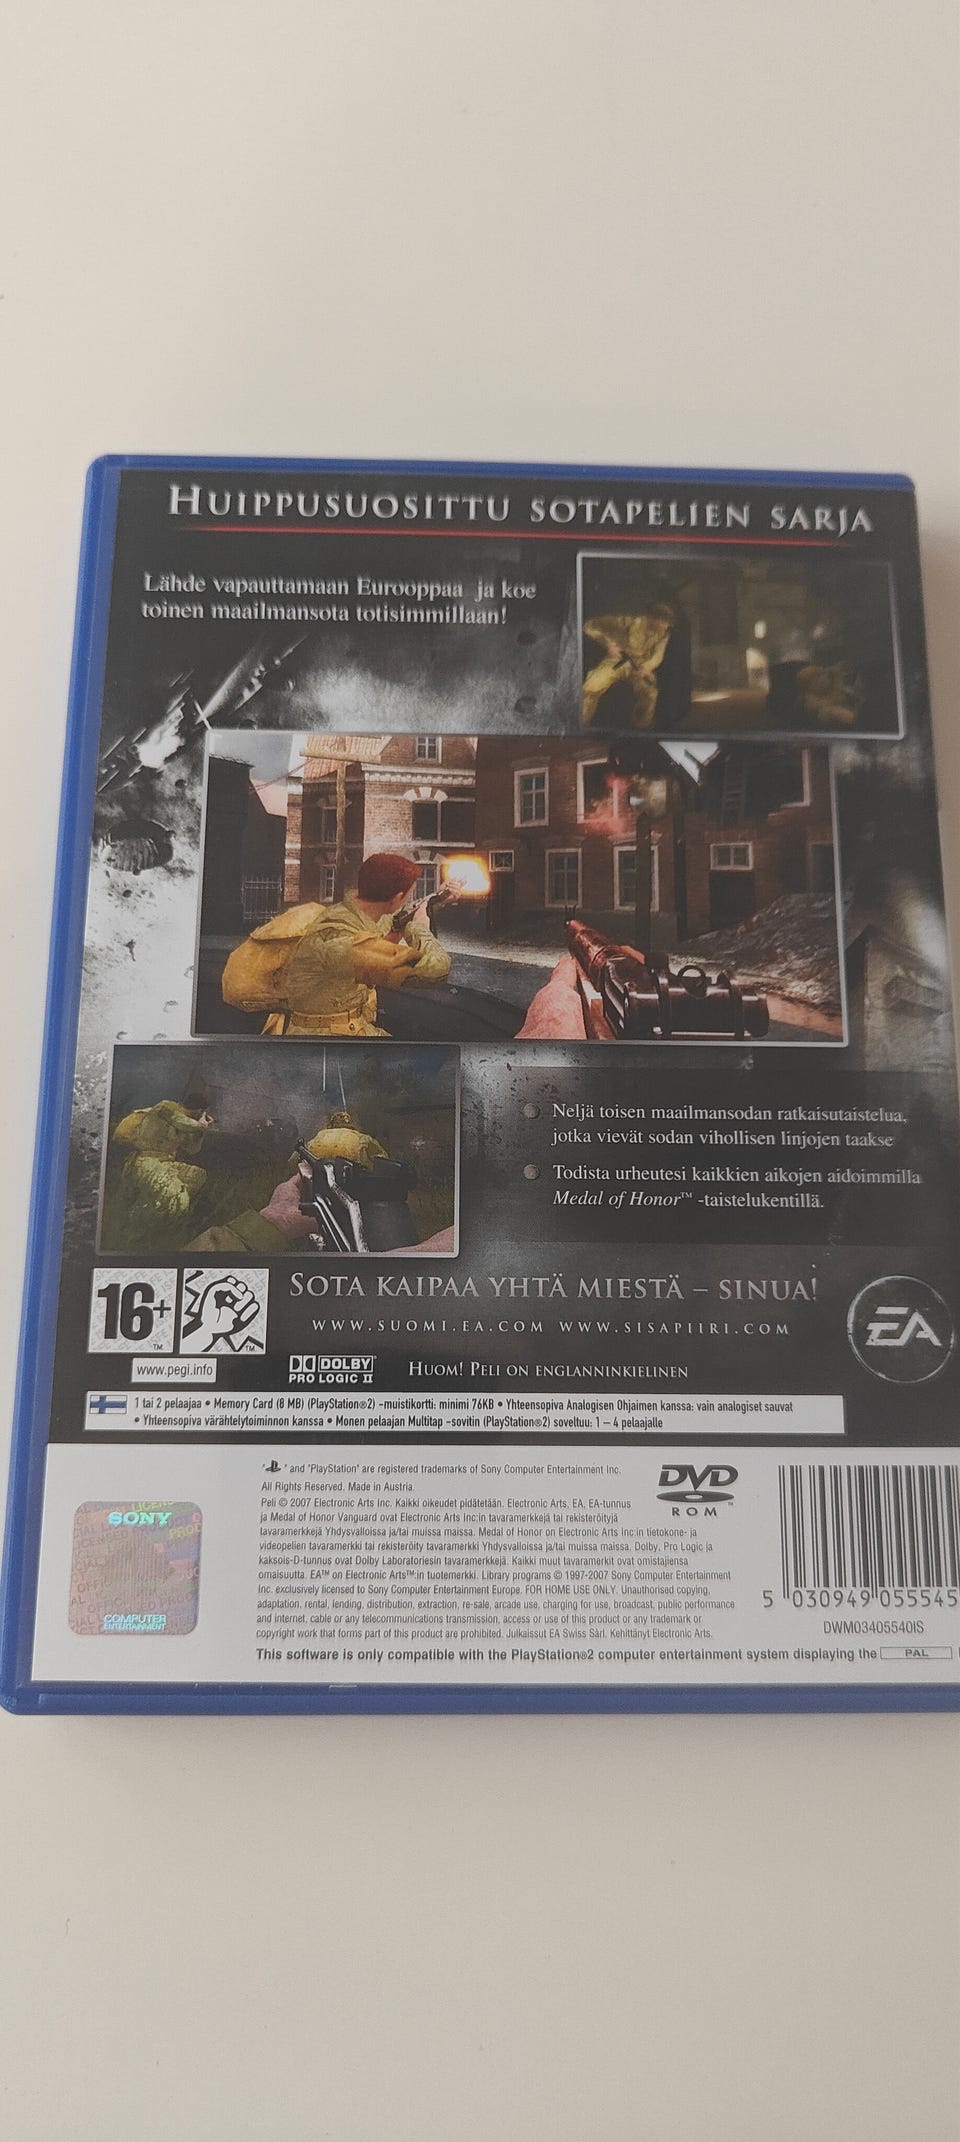 HUIPPUSUOSITTU SOTAPELIEN SARJA
Lähde vapauttamaan Eurooppaa ja koe
toinen maailmansota totisimmillaan!
Neljä toisen maailmansodan ratkaisutaistelua,
jotka vievät sodan vihollisen linjojen taakse
Todista urheutesi kaikkien aikojen aidoimmilla
Medal of Honor™ -taistelukentillä.
16+
TM
TM
www.pegi.info
SOTA KAIPAA YHTÄ MIESTÄ – SINUA!
WWW.SUOMI.EA.COM WWW.SISAPIIRI.COM
EA
DOLBY
PRO LOGIC II
HUOM! PELI ON ENGLANNINKIELINEN
1 tai 2 pelaajaa • Memory Card (8 MB) (PlayStation®2) -muistikortti: minimi 76KB • Yhteensopiva Analogisen Ohjaimen kanssa: vain analogiset sauvat
• Yhteensopiva värähtelytoiminnon kanssa • Monen pelaajan Multitap -sovitin (PlayStation®2) soveltuu: 1 – 4 pelaajalle
" " and "PlayStation" are registered trademarks of Sony Computer Entertainment Inc.
All Rights Reserved. Made in Austria.
Peli © 2007 Electronic Arts Inc. Kaikki oikeudet pidätetään. Electronic Arts, EA, EA-tunnus
ja Medal of Honor Vanguard ovat Electronic Arts Inc:in tavaramerkkejä tai rekisteröityjä
tavaramerkkejä Yhdysvalloissa ja/tai muissa maissa. Medal of Honor on Electronic Arts Inc:in tietokone- ja
videopelien tavaramerkki tai rekisteröity tavaramerkki Yhdysvalloissa ja/tai muissa maissa. Dolby, Pro Logic ja
kaksois-D-tunnus ovat Dolby Laboratoriesin tavaramerkkejä. Kaikki muut tavaramerkit ovat omistajiensa
omaisuutta. EA™ on Electronic Arts™:in tuotemerkki. Library programs © 1997-2007 Sony Computer Entertainment
Inc. exclusively licensed to Sony Computer Entertainment Europe. FOR HOME USE ONLY. Unauthorised copying,
adaptation, rental, lending, distribution, extraction, re-sale, arcade use, charging for use, broadcast, public performance
and internet, cable or any telecommunications transmission, access or use of this product or any trademark or
copyright work that forms part of this product are prohibited. Julkaissut EA Swiss Sàrl. Kehittänyt Electronic Arts.
This software is only compatible with the PlayStation®2 computer entertainment system displaying the PAL
DVD
ROM
5 030949 055545
DWM03405540IS
SONY
COMPUTER
ENTERTAINMENT